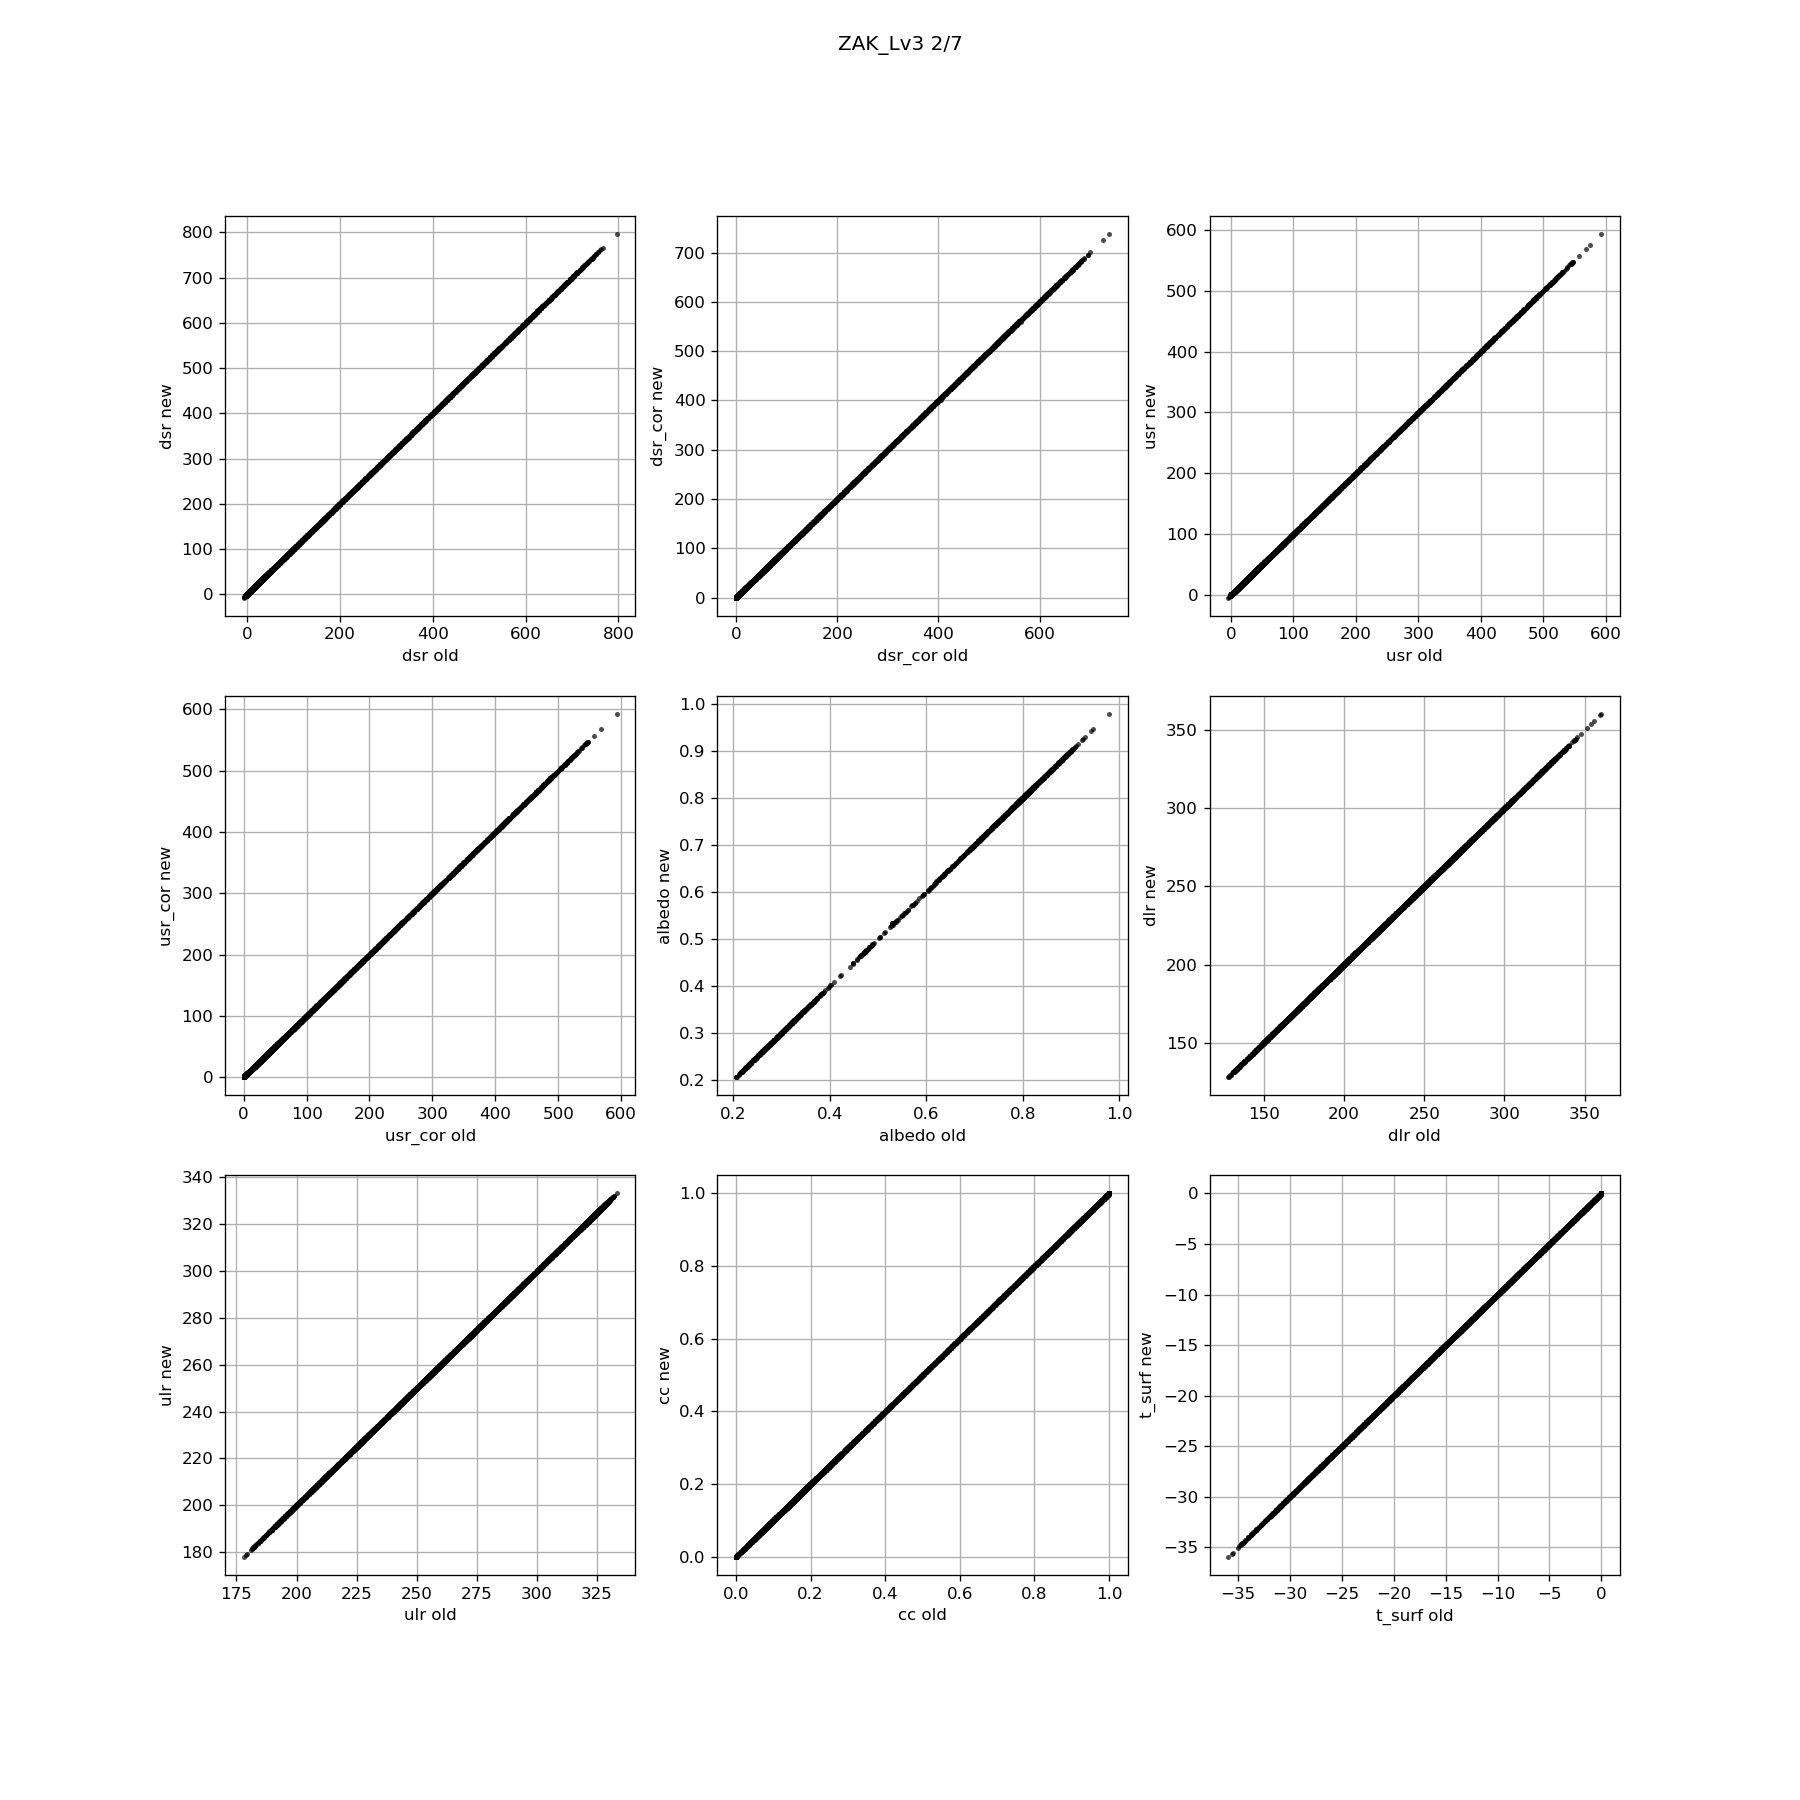 ZAK_Lv3 2/7
800
700
600
500
400
300
200
100
0
dsr new
0 200 400 600 800
dsr old
700
600
500
400
300
200
100
0
dsr_cor new
0 200 400 600
dsr_cor old
600
500
400
300
200
100
0
usr new
0 100 200 300 400 500 600
usr old
600
500
400
300
200
100
0
usr_cor new
0 100 200 300 400 500 600
usr_cor old
1.0
0.9
0.8
0.7
0.6
0.5
0.4
0.3
0.2
albedo new
0.2 0.4 0.6 0.8 1.0
albedo old
350
300
250
200
150
dlr new
150 200 250 300 350
dlr old
340
320
300
280
260
240
220
200
180
ulr new
175 200 225 250 275 300 325
ulr old
1.0
0.8
0.6
0.4
0.2
0.0
cc new
0.0 0.2 0.4 0.6 0.8 1.0
cc old
0
−5
−10
−15
−20
−25
−30
−35
t_surf new
−35 −30 −25 −20 −15 −10 −5 0
t_surf old